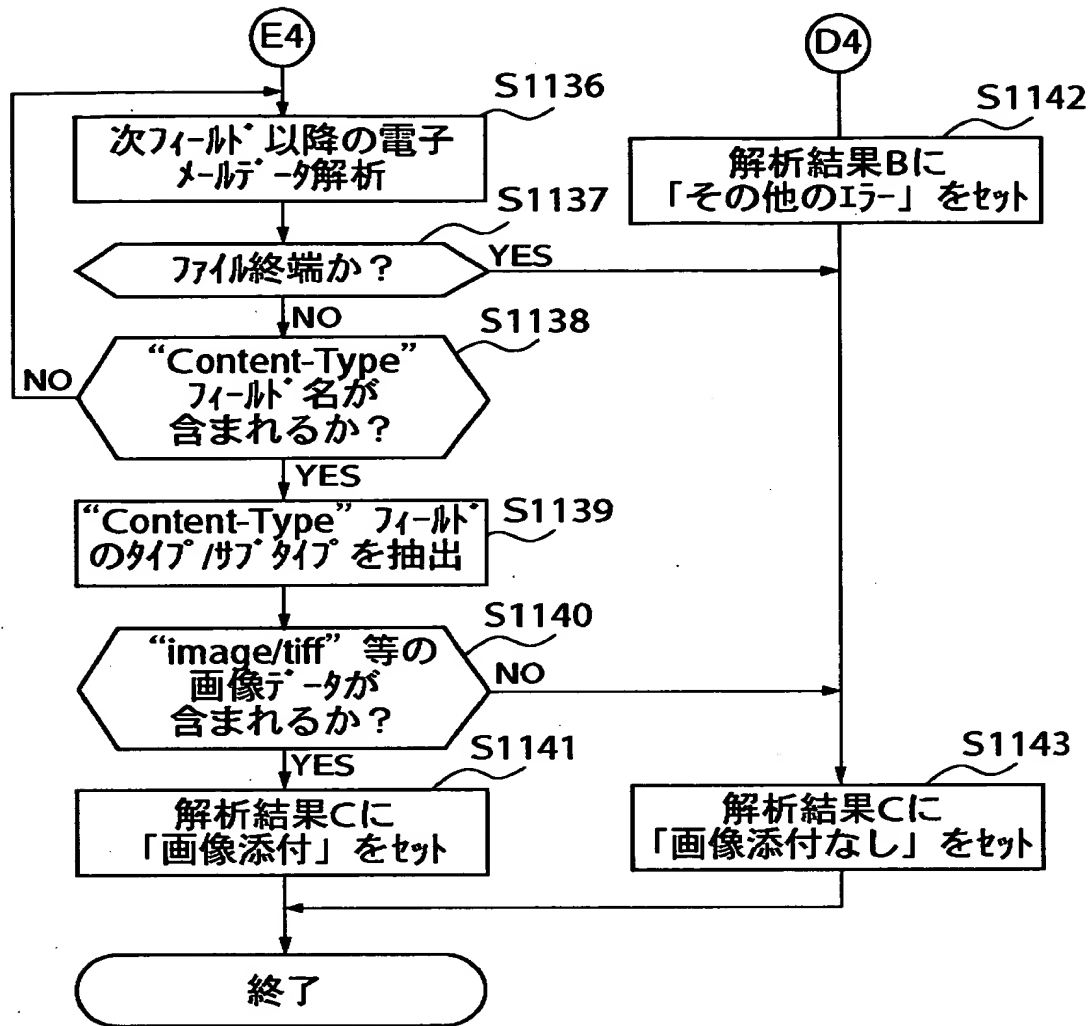 E4
D4
S1136
次ﾌｨｰﾙﾄﾞ以降の電子
ﾒｰﾙﾃﾞｰﾀ解析
S1142
解析結果Bに
「その他のｴﾗｰ」をｾｯﾄ
S1137
ﾌｧｲﾙ終端か？
YES
NO
S1138
“Content-Type”
ﾌｨｰﾙﾄﾞ名が
含まれるか？
NO
YES
S1139
“Content-Type” ﾌｨｰﾙﾄﾞ
のﾀｲﾌﾟ/ｻﾌﾞﾀｲﾌﾟを抽出
S1140
“image/tiff” 等の
画像ﾃﾞｰﾀが
含まれるか？
NO
YES
S1141
解析結果Cに
「画像添付」をｾｯﾄ
S1143
解析結果Cに
「画像添付なし」をｾｯﾄ
終了